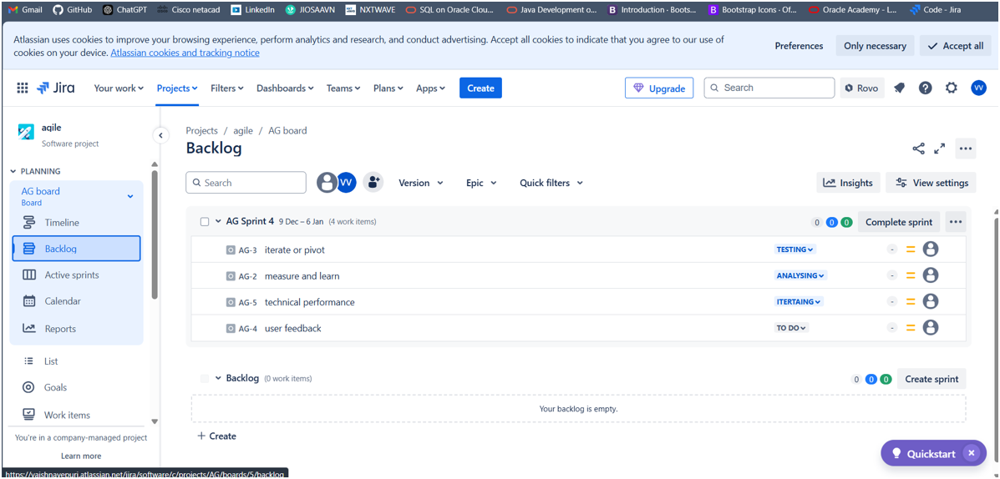 Gmail GitHub ChatGPT Cisco netacad LinkedIn JIOSAAVN NXTWAVE SQL on Oracle Clou... Java Development o... Introduction · Boots... Bootstrap Icons · Of... Oracle Academy - L... Code - Jira
Atlassian uses cookies to improve your browsing experience, perform analytics and research, and conduct advertising. Accept all cookies to indicate that you agree to our use of
cookies on your device. Atlassian cookies and tracking notice
Preferences Only necessary Accept all
Jira Your work Projects Filters Dashboards Teams Plans Apps Create Upgrade Search Rovo VV
agile
Software project
PLANNING
AG board
Board
Timeline
Backlog
Active sprints
Calendar
Reports
List
Goals
Work items
You're in a company-managed project
Learn more
https://vaishnavepuri.atlassian.net/jira/software/c/projects/AG/boards/5/backlog
Projects / agile / AG board
Backlog
Search VV Version Epic Quick filters Insights View settings
AG Sprint 4 9 Dec – 6 Jan (4 work items) 0 0 0 Complete sprint
AG-3 iterate or pivot TESTING -
AG-2 measure and learn ANALYSING -
AG-5 technical performance ITERTAING -
AG-4 user feedback TO DO -
Backlog (0 work items) 0 0 0 Create sprint
Your backlog is empty.
+ Create
Quickstart